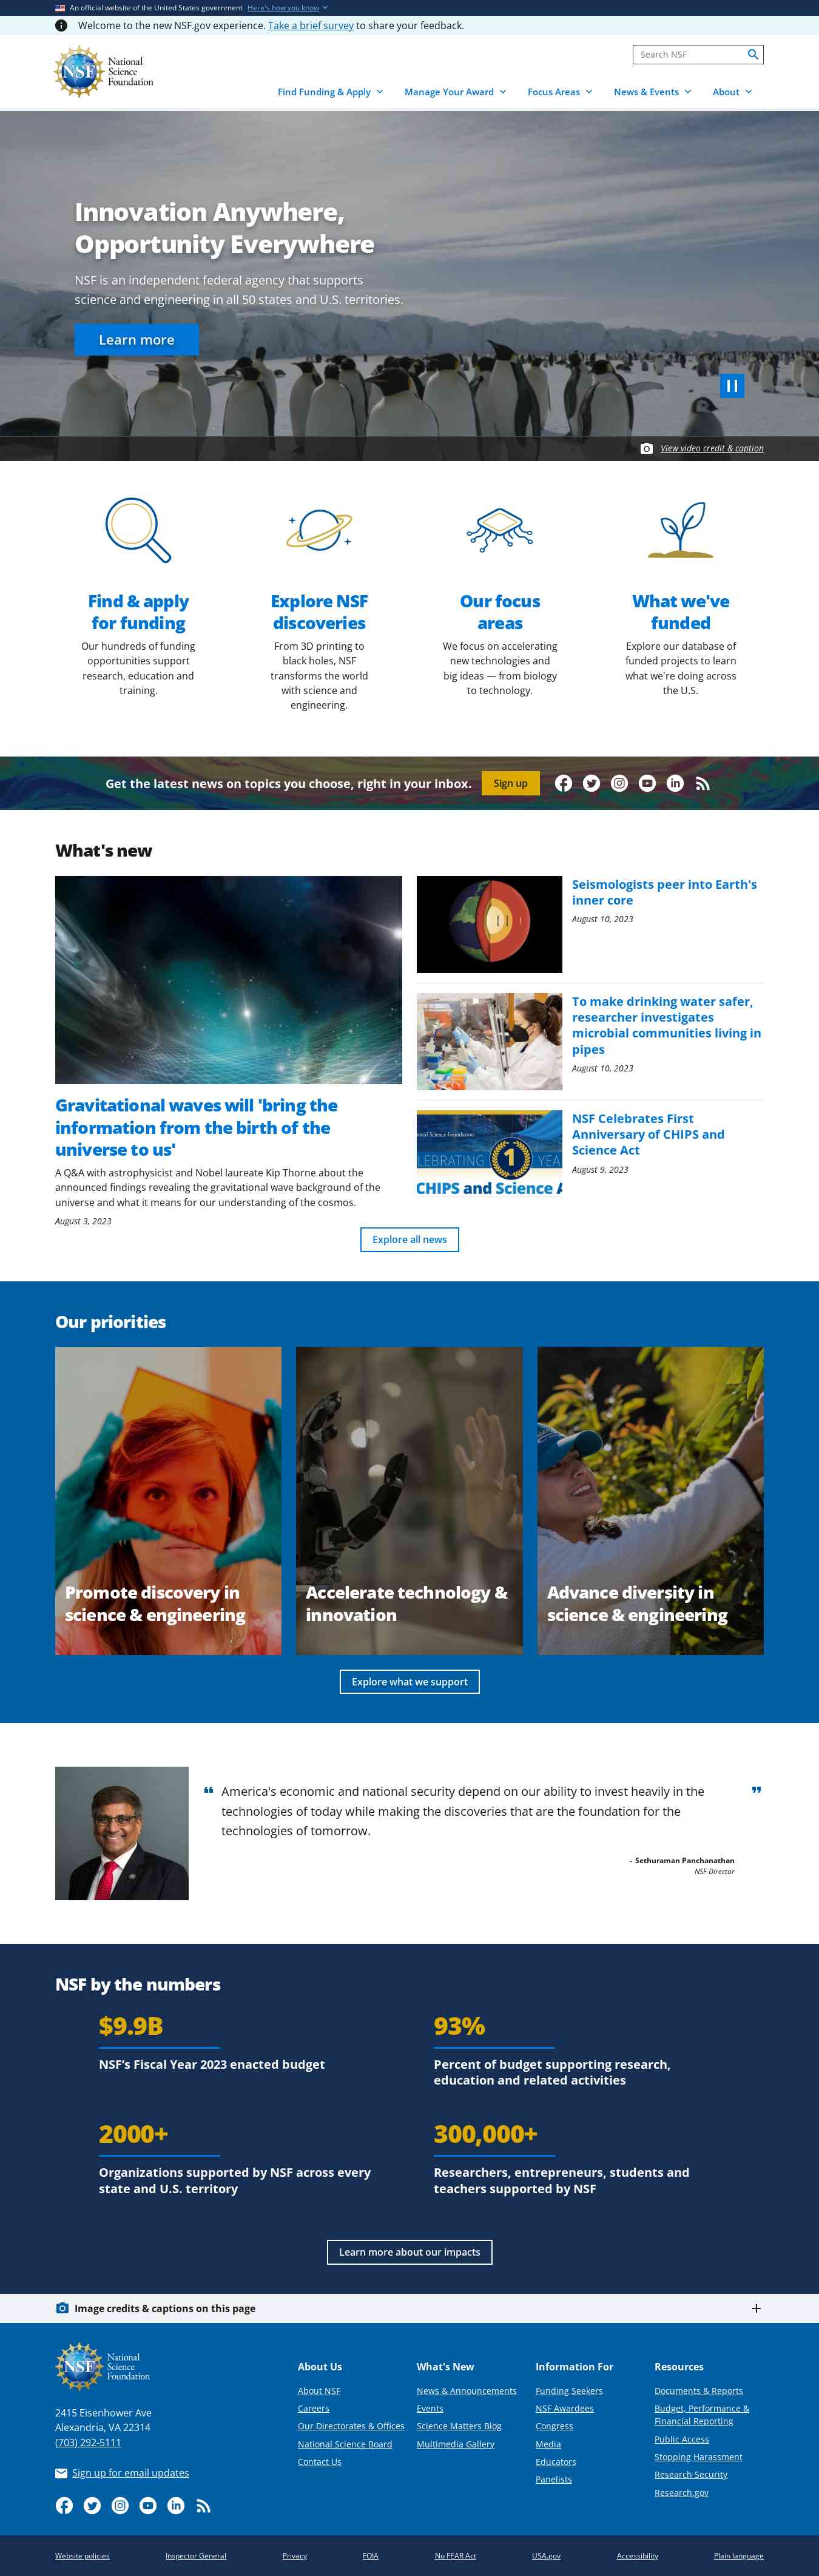 An official website of the United States government Here's how you know
Welcome to the new NSF.gov experience. Take a brief survey to share your feedback.
NSF
National
Science
Foundation
Search NSF
Find Funding & Apply
Manage Your Award
Focus Areas
News & Events
About
Innovation Anywhere,
Opportunity Everywhere
NSF is an independent federal agency that supports
science and engineering in all 50 states and U.S. territories.
Learn more
View video credit & caption
Find & apply
for funding
Our hundreds of funding
opportunities support
research, education and
training.
Explore NSF
discoveries
From 3D printing to
black holes, NSF
transforms the world
with science and
engineering.
Our focus
areas
We focus on accelerating
new technologies and
big ideas — from biology
to technology.
What we've
funded
Explore our database of
funded projects to learn
what we're doing across
the U.S.
Get the latest news on topics you choose, right in your inbox.
Sign up
What's new
Gravitational waves will 'bring the
information from the birth of the
universe to us'
A Q&A with astrophysicist and Nobel laureate Kip Thorne about the
announced findings revealing the gravitational wave background of the
universe and what it means for our understanding of the cosmos.
August 3, 2023
Seismologists peer into Earth's
inner core
August 10, 2023
To make drinking water safer,
researcher investigates
microbial communities living in
pipes
August 10, 2023
onal Science Foundation
ELEBRATING
1
YEA
CHIPS and Science A
NSF Celebrates First
Anniversary of CHIPS and
Science Act
August 9, 2023
Explore all news
Our priorities
Promote discovery in
science & engineering
Accelerate technology &
innovation
Advance diversity in
science & engineering
Explore what we support
❝ America's economic and national security depend on our ability to invest heavily in the ❞
technologies of today while making the discoveries that are the foundation for the
technologies of tomorrow.
- Sethuraman Panchanathan
NSF Director
NSF by the numbers
$9.9B
NSF’s Fiscal Year 2023 enacted budget
93%
Percent of budget supporting research,
education and related activities
2000+
Organizations supported by NSF across every
state and U.S. territory
300,000+
Researchers, entrepreneurs, students and
teachers supported by NSF
Learn more about our impacts
Image credits & captions on this page
NSF
National
Science
Foundation
2415 Eisenhower Ave
Alexandria, VA 22314
(703) 292-5111
Sign up for email updates
About Us
About NSF
Careers
Our Directorates & Offices
National Science Board
Contact Us
What's New
News & Announcements
Events
Science Matters Blog
Multimedia Gallery
Information For
Funding Seekers
NSF Awardees
Congress
Media
Educators
Panelists
Resources
Documents & Reports
Budget, Performance &
Financial Reporting
Public Access
Stopping Harassment
Research Security
Research.gov
Website policies
Inspector General
Privacy
FOIA
No FEAR Act
USA.gov
Accessibility
Plain language